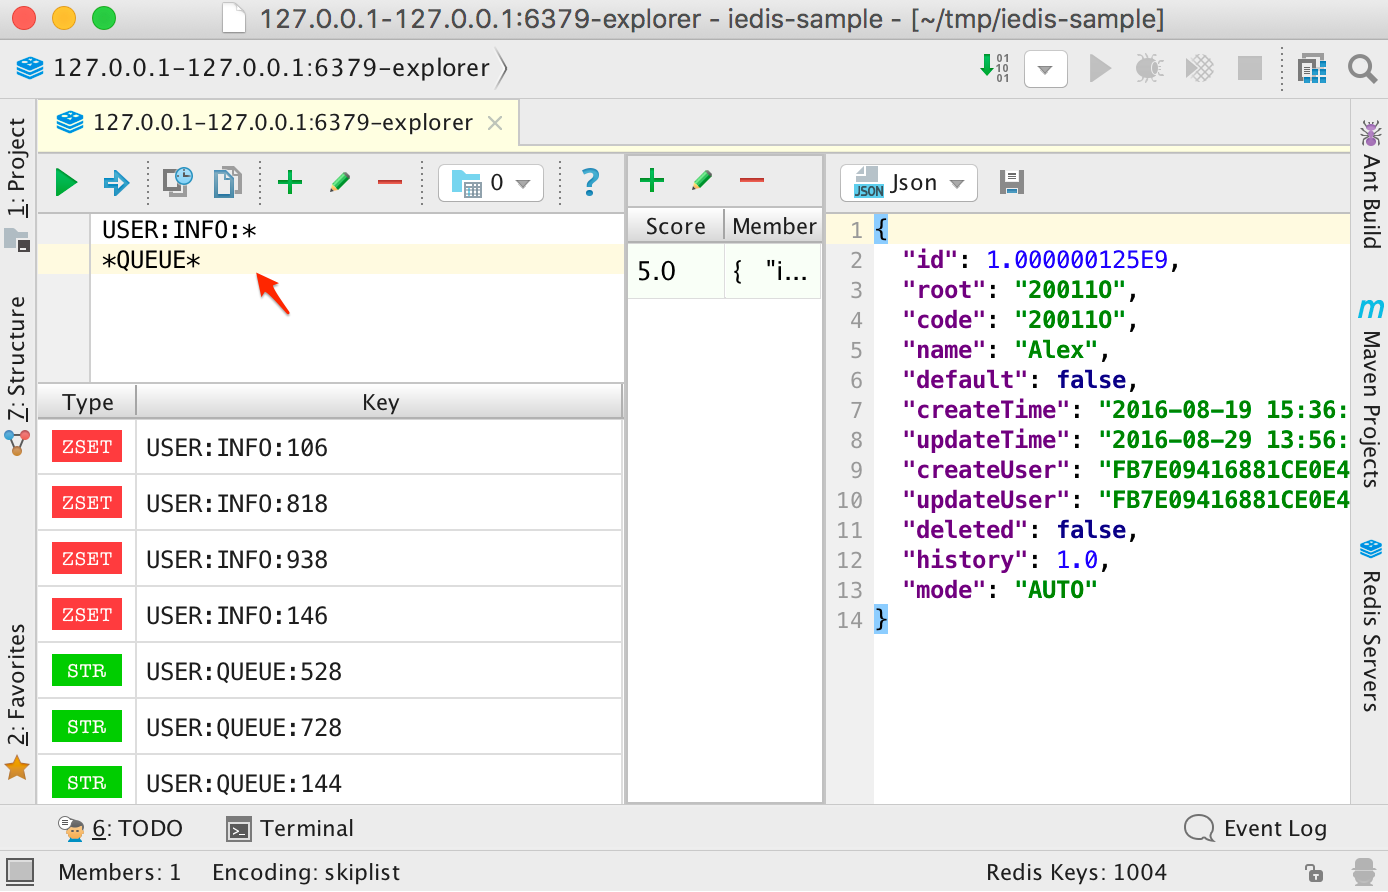 127.0.0.1-127.0.0.1:6379-explorer - iedis-sample - [~/tmp/iedis-sample]
127.0.0.1-127.0.0.1:6379-explorer
01
10
01
127.0.0.1-127.0.0.1:6379-explorer
1: Project
7: Structure
2: Favorites
0
?
USER:INFO:*
*QUEUE*
Type Key
ZSET USER:INFO:106
ZSET USER:INFO:818
ZSET USER:INFO:938
ZSET USER:INFO:146
STR USER:QUEUE:528
STR USER:QUEUE:728
STR USER:QUEUE:144
Score Member
5.0 { "i...
JSON Json
1 {
2 "id": 1.000000125E9,
3 "root": "20011O",
4 "code": "20011O",
5 "name": "Alex",
6 "default": false,
7 "createTime": "2016-08-19 15:36:
8 "updateTime": "2016-08-29 13:56:
9 "createUser": "FB7E09416881CE0E4
10 "updateUser": "FB7E09416881CE0E4
11 "deleted": false,
12 "history": 1.0,
13 "mode": "AUTO"
14 }
Ant Build
m
Maven Projects
Redis Servers
6: TODO
Terminal
Event Log
Members: 1
Encoding: skiplist
Redis Keys: 1004